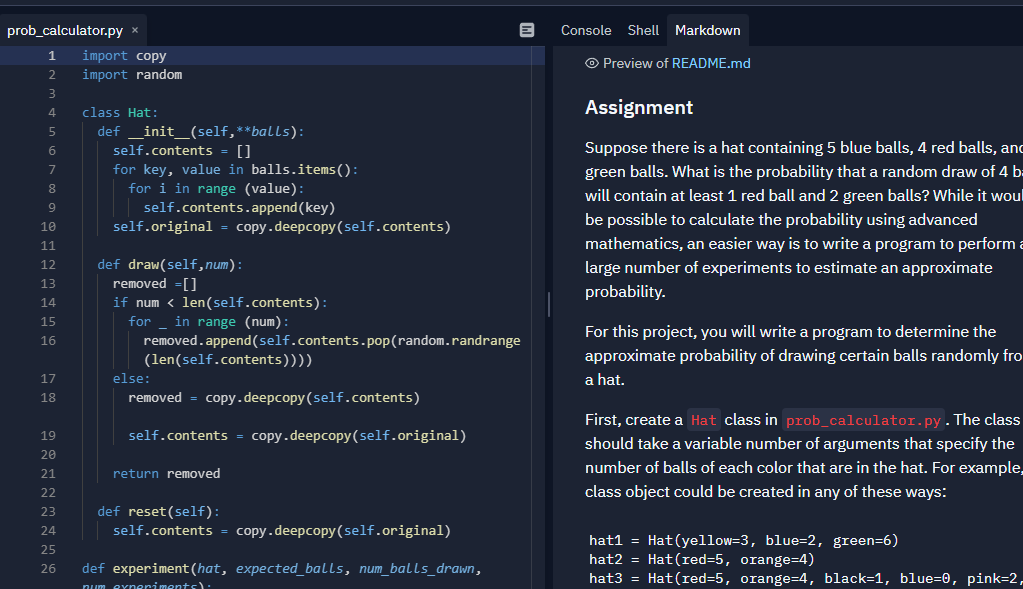 prob_calculator.py ×
1 import copy
2 import random
3
4 class Hat:
5 def __init__(self,**balls):
6 self.contents = []
7 for key, value in balls.items():
8 for i in range (value):
9 self.contents.append(key)
10 self.original = copy.deepcopy(self.contents)
11
12 def draw(self,num):
13 removed =[]
14 if num < len(self.contents):
15 for _ in range (num):
16 removed.append(self.contents.pop(random.randrange
(len(self.contents))))
17 else:
18 removed = copy.deepcopy(self.contents)
19 self.contents = copy.deepcopy(self.original)
20
21 return removed
22
23 def reset(self):
24 self.contents = copy.deepcopy(self.original)
25
26 def experiment(hat, expected_balls, num_balls_drawn,
num_experiments):
Console Shell Markdown
Preview of README.md
Assignment
Suppose there is a hat containing 5 blue balls, 4 red balls, and
green balls. What is the probability that a random draw of 4
will contain at least 1 red ball and 2 green balls? While it
be possible to calculate the probability using advanced
mathematics, an easier way is to write a program to perform a
large number of experiments to estimate an approximate
probability.
For this project, you will write a program to determine the
approximate probability of drawing certain balls randomly
a hat.
First, create a Hat class in prob_calculator.py. The class
should take a variable number of arguments that specify the
number of balls of each color that are in the hat. For example,
class object could be created in any of these ways:
hat1 = Hat(yellow=3, blue=2, green=6)
hat2 = Hat(red=5, orange=4)
hat3 = Hat(red=5, orange=4, black=1, blue=0, pink=2,